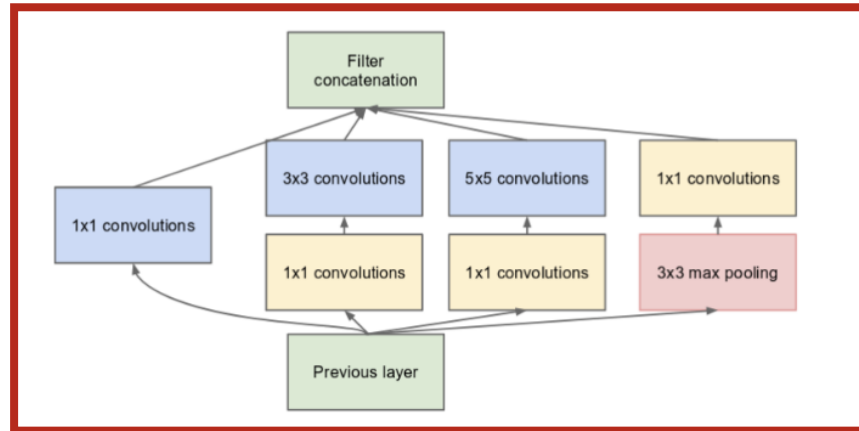 Filter
concatenation
3x3 convolutions
5x5 convolutions
1x1 convolutions
1x1 convolutions
1x1 convolutions
1x1 convolutions
3x3 max pooling
Previous layer